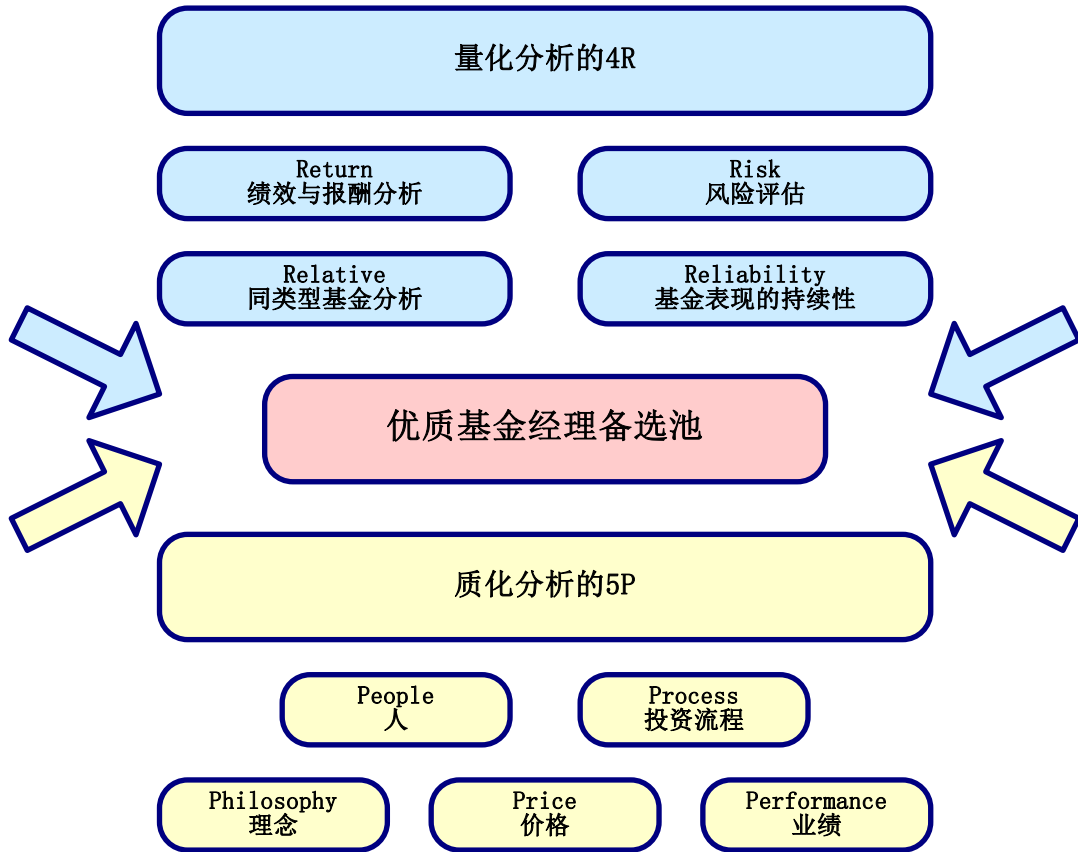 量化分析的4R
Return
绩效与报酬分析
Risk
风险评估
Relative
同类型基金分析
Reliability
基金表现的持续性
优质基金经理备选池
质化分析的5P
People
人
Process
投资流程
Philosophy
理念
Price
价格
Performance
业绩